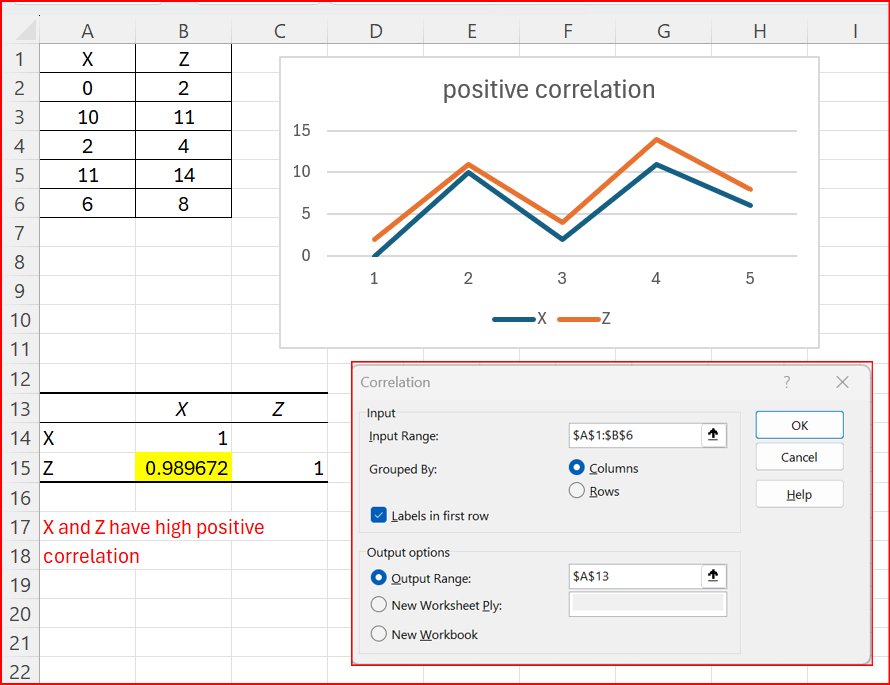 A B C D E F G H I
1 X Z
2 0 2
3 10 11
4 2 4
5 11 14
6 6 8
7
8
9
10
11
12
13 X Z
14 X 1
15 Z 0.989672 1
16
17 X and Z have high positive
18 correlation
19
20
21
22
positive correlation
15
10
5
0
1 2 3 4 5
X Z
Correlation ?
Input
Input Range: $A$1:$B$6
Grouped By: Columns
Rows
Labels in first row
Output options
Output Range: $A$13
New Worksheet Ply:
New Workbook
OK
Cancel
Help